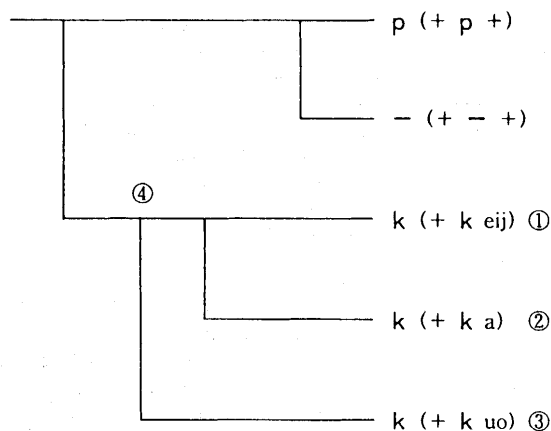 p (+ p +)
− (+ − +)
④
k (+ k eij) ①
k (+ k a) ②
k (+ k uo) ③